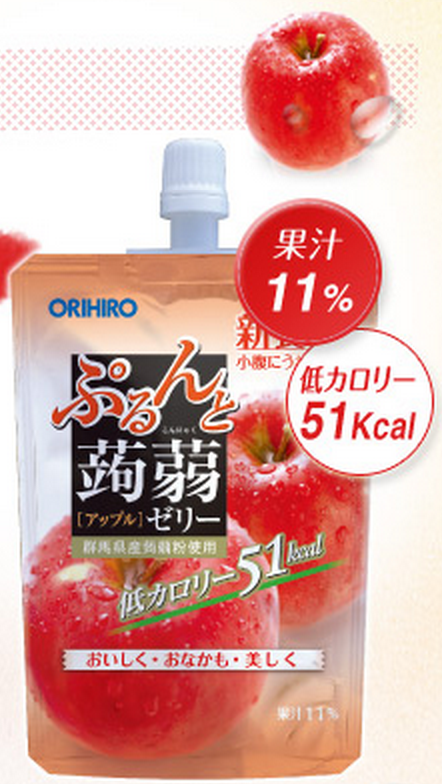 果汁
11%
ORIHIRO
小腹にう
低カロリー
51Kcal
ぷるんと
こんにゃく
蒟蒻
[アップル]ゼリー
群馬県産蒟蒻粉使用
低カロリー51kcal
おいしく・おなかも・美しく
果汁11%